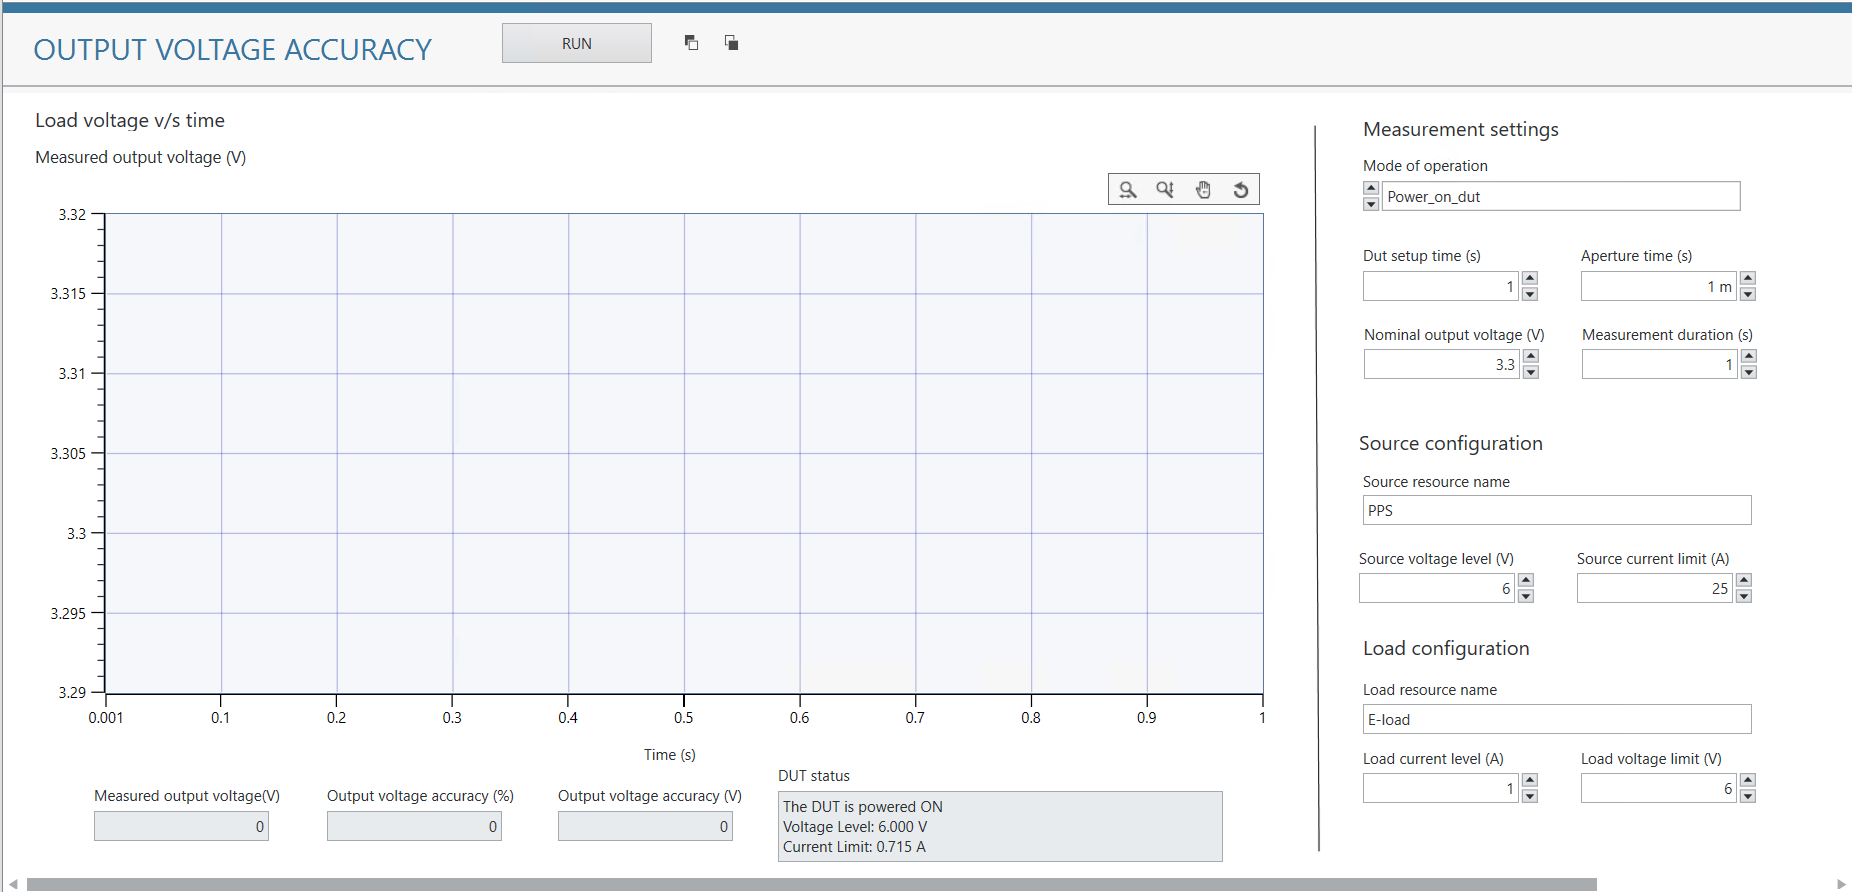 OUTPUT VOLTAGE ACCURACY
RUN
Load voltage v/s time
Measured output voltage (V)
3.32
3.315
3.31
3.305
3.3
3.295
3.29
0.001 0.1 0.2 0.3 0.4 0.5 0.6 0.7 0.8 0.9 1
Time (s)
Measured output voltage(V)
0
Output voltage accuracy (%)
0
Output voltage accuracy (V)
0
DUT status
The DUT is powered ON
Voltage Level: 6.000 V
Current Limit: 0.715 A
Measurement settings
Mode of operation
Power_on_dut
Dut setup time (s)
1
Aperture time (s)
1 m
Nominal output voltage (V)
3.3
Measurement duration (s)
1
Source configuration
Source resource name
PPS
Source voltage level (V)
6
Source current limit (A)
25
Load configuration
Load resource name
E-load
Load current level (A)
1
Load voltage limit (V)
6